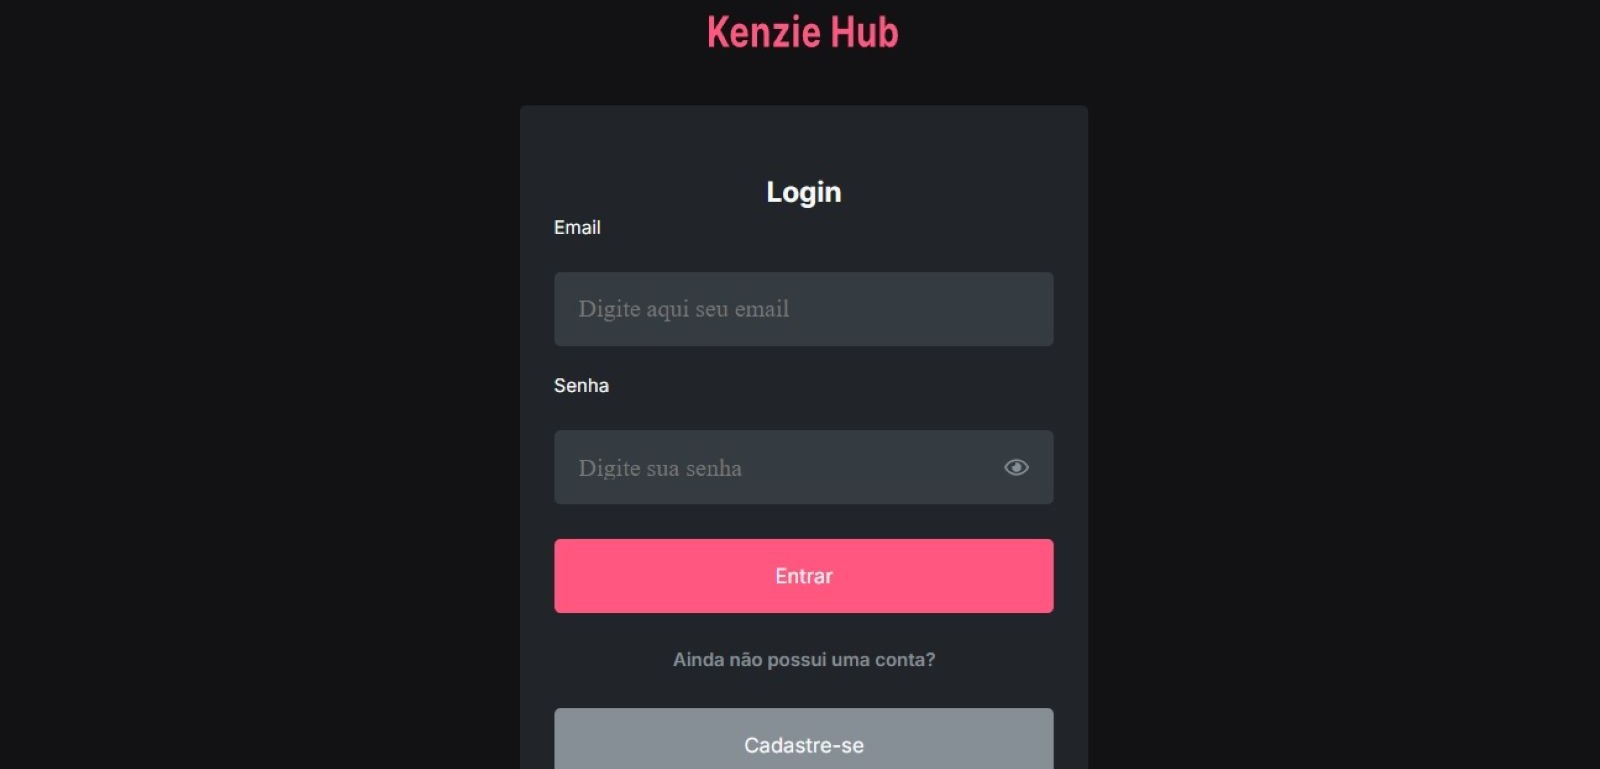 Kenzie Hub
Login
Email
Digite aqui seu email
Senha
Digite sua senha
Entrar
Ainda não possui uma conta?
Cadastre-se